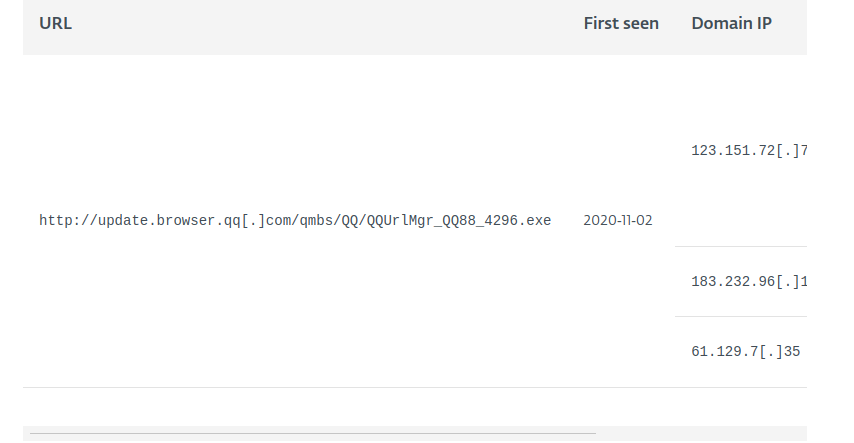 URL First seen Domain IP
123.151.72[.]7
http://update.browser.qq[.]com/qmbs/QQ/QQUrlMgr_QQ88_4296.exe 2020-11-02
183.232.96[.]1
61.129.7[.]35